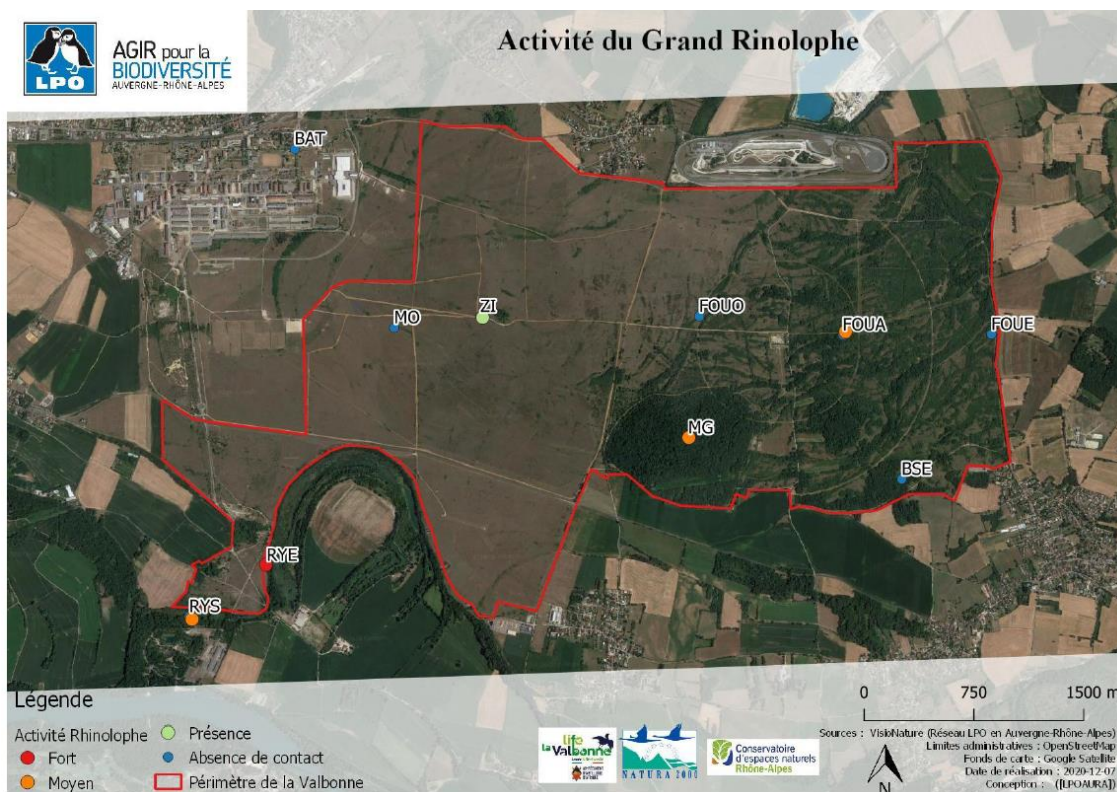 Activité du Grand Rinolophe
LPO
AGIR pour la
BIODIVERSITÉ
AUVERGNE-RHÔNE-ALPES
BAT
MO
ZI
FOUO
FOUA
FOUE
MG
BSE
RYE
RYS
Légende
Activité Rhinolophe
Fort
Moyen
Présence
Absence de contact
Périmètre de la Valbonne
life
La Valbonne
NATURA 2000
Conservatoire
d'espaces naturels
Rhône-Alpes
0 750 1500 m
Sources : VisioNature (Réseau LPO en Auvergne-Rhône-Alpes)
Limites administratives : OpenStreetMap
Fonds de carte : Google Satellite
Date de réalisation : 2020-12-07
Conception : ([LPOAURA])
N